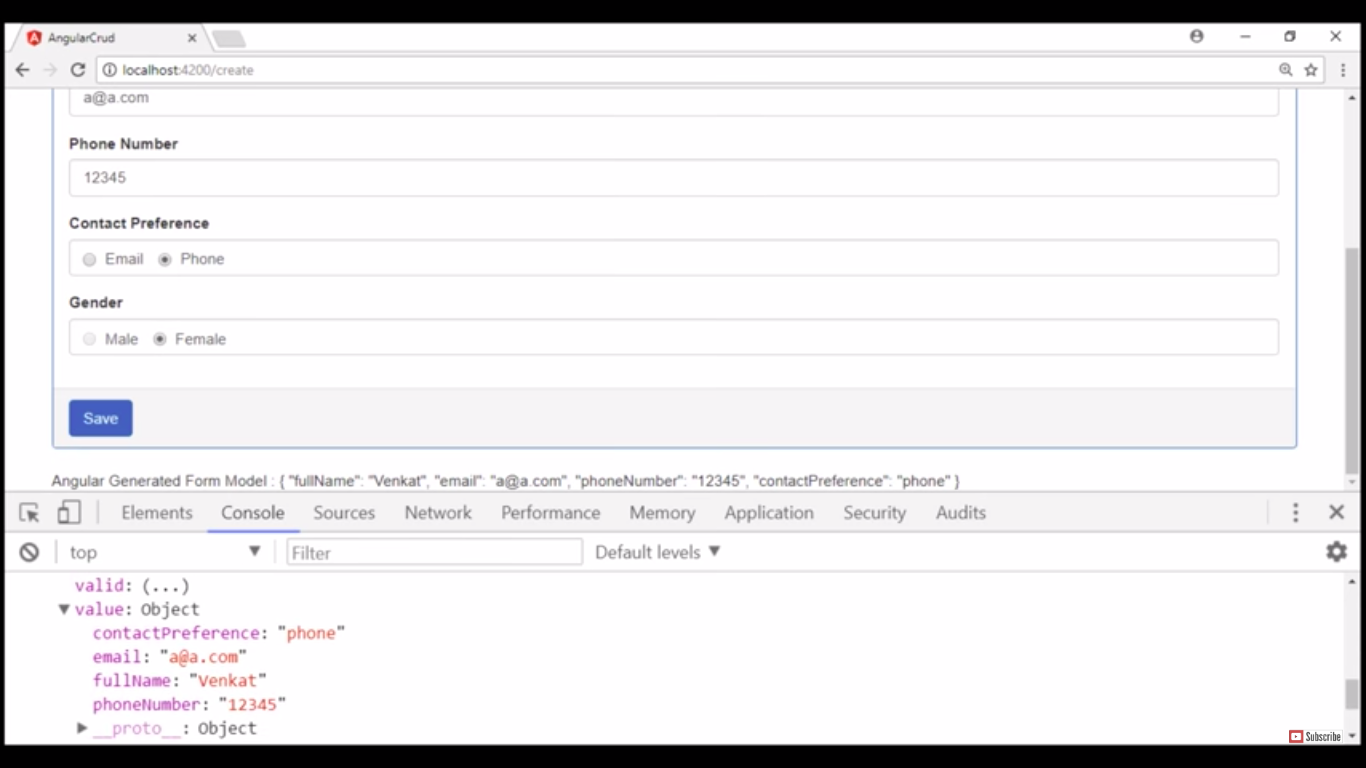 AngularCrud
localhost:4200/create
a@a.com
Phone Number
12345
Contact Preference
Email Phone
Gender
Male Female
Save
Angular Generated Form Model : { "fullName": "Venkat", "email": "a@a.com", "phoneNumber": "12345", "contactPreference": "phone" }
Elements Console Sources Network Performance Memory Application Security Audits
top Filter Default levels
valid: (...)
value: Object
contactPreference: "phone"
email: "a@a.com"
fullName: "Venkat"
phoneNumber: "12345"
__proto__: Object
Subscribe